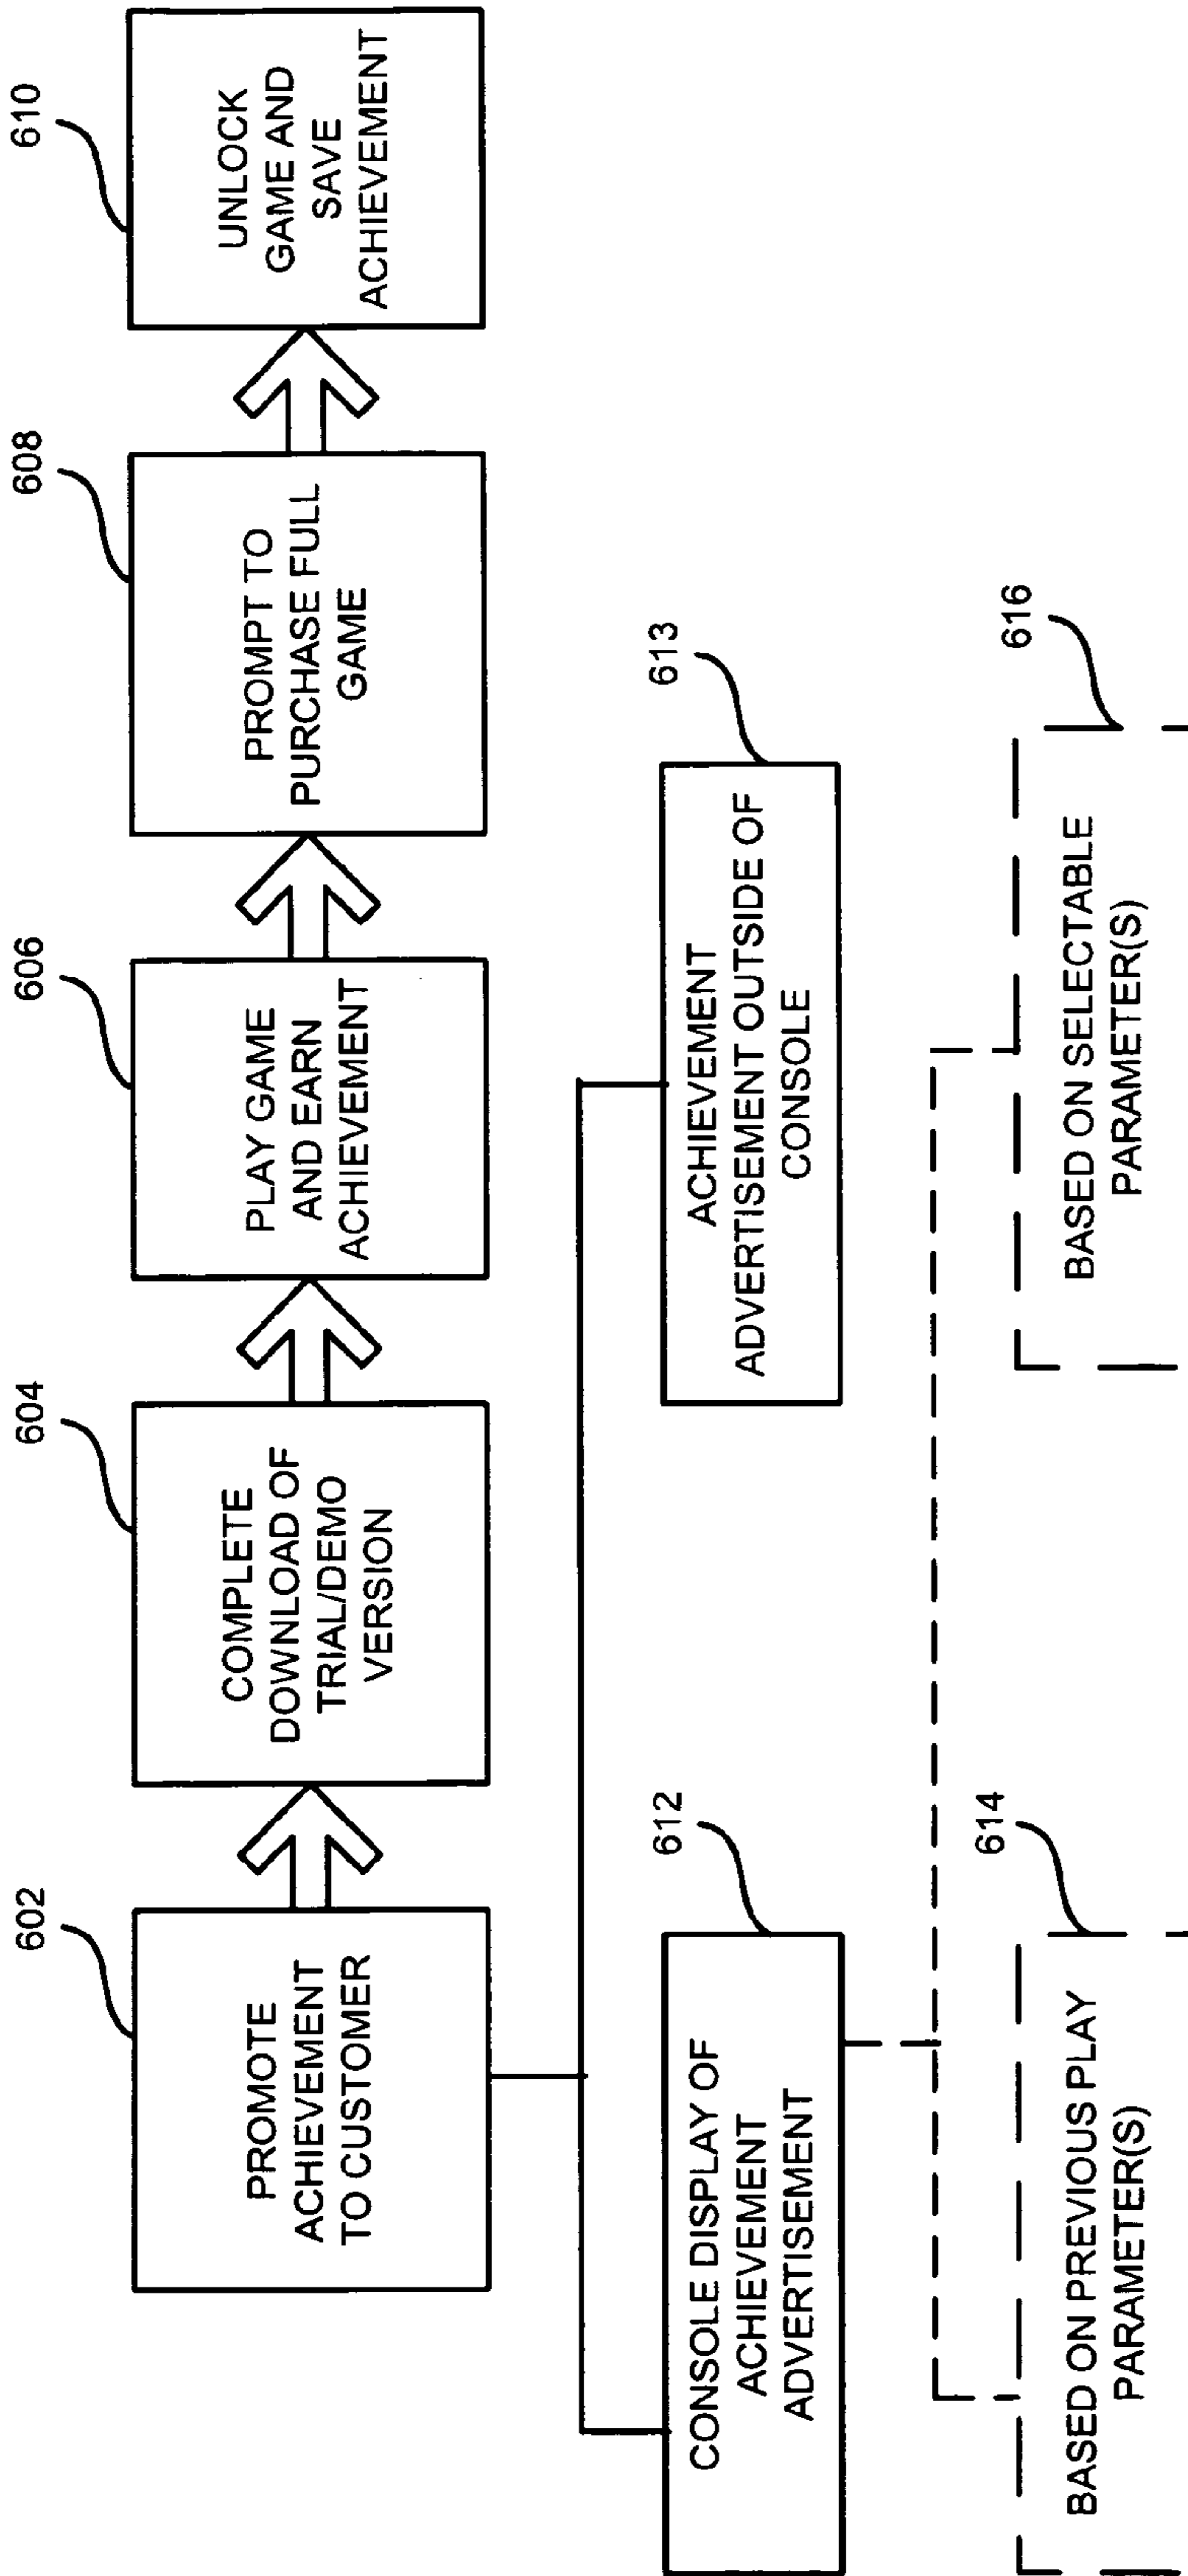 602
PROMOTE
ACHIEVEMENT
TO CUSTOMER
604
COMPLETE
DOWNLOAD OF
TRIAL/DEMO
VERSION
606
PLAY GAME
AND EARN
ACHIEVEMENT
608
PROMPT TO
PURCHASE FULL
GAME
610
UNLOCK
GAME AND
SAVE
ACHIEVEMENT
612
CONSOLE DISPLAY OF
ACHIEVEMENT
ADVERTISEMENT
613
ACHIEVEMENT
ADVERTISEMENT OUTSIDE OF
CONSOLE
614
BASED ON PREVIOUS PLAY
PARAMETER(S)
616
BASED ON SELECTABLE
PARAMETER(S)